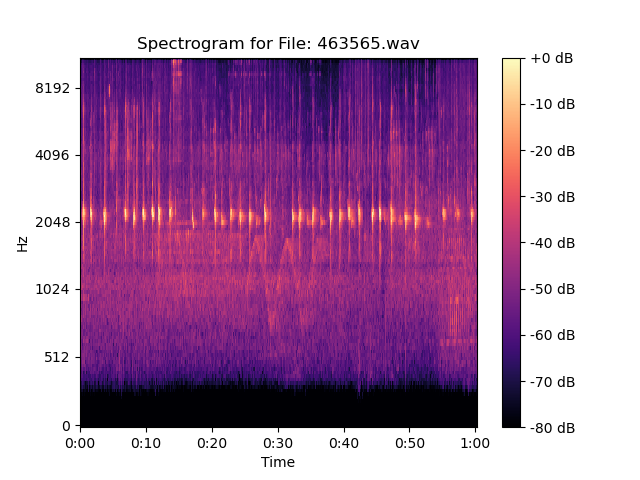 Spectrogram for File: 463565.wav
+0 dB
8192
-10 dB
4096
-20 dB
-30 dB
2048
Hz
-40 dB
1024
-50 dB
512
-60 dB
-70 dB
0
-80 dB
0:00 0:10 0:20 0:30 0:40 0:50 1:00
Time